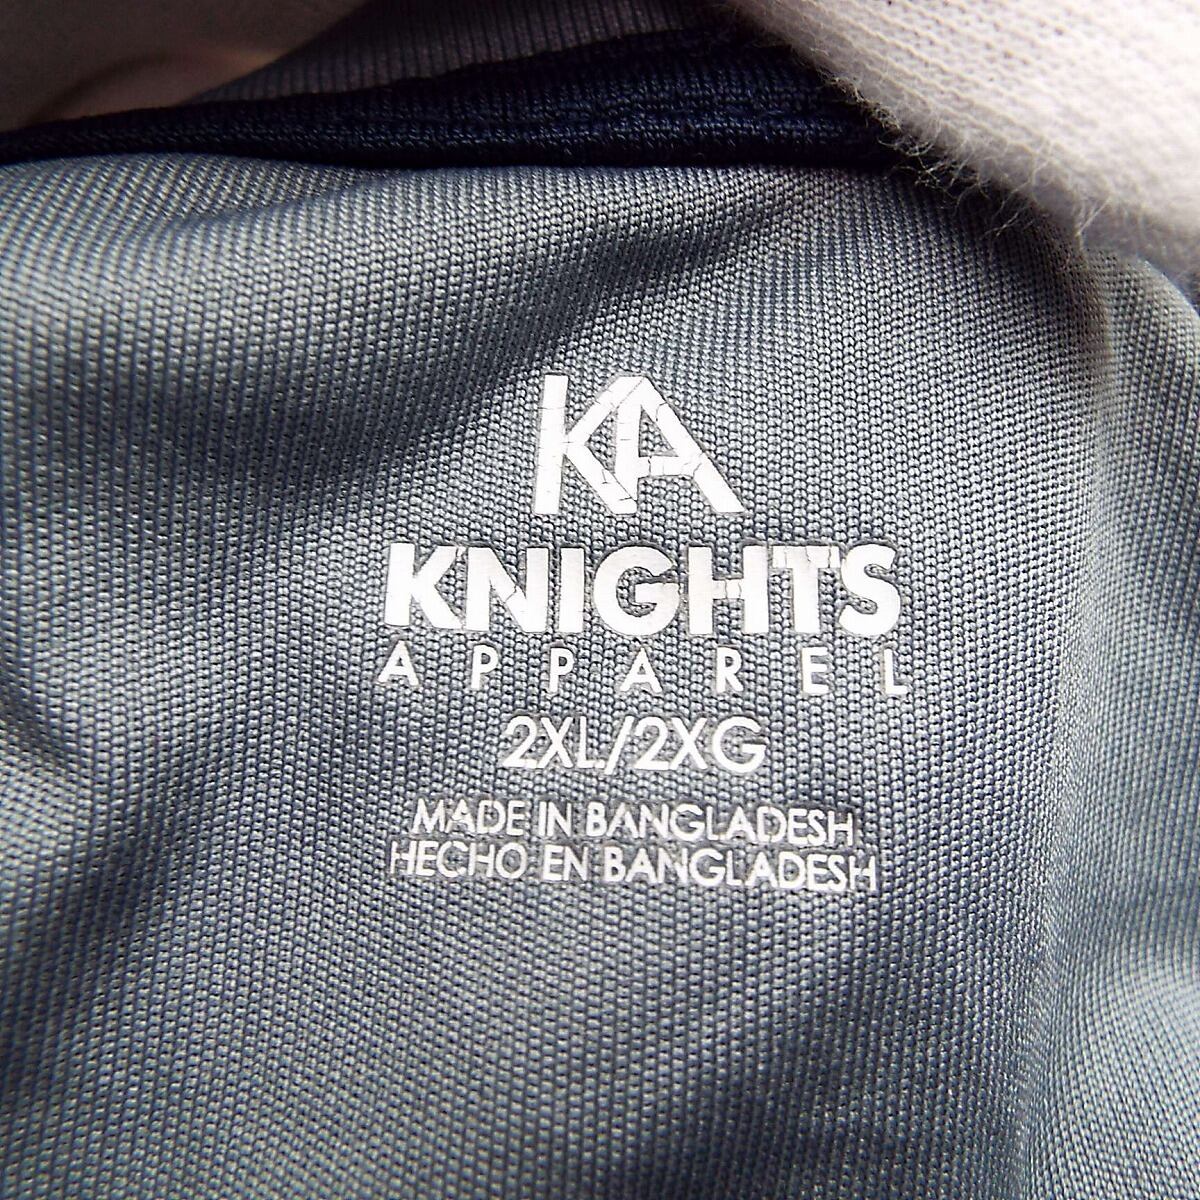 KA
KNIGHTS
APPAREL
2XL/2XG
MADE IN BANGLADESH
HECHO EN BANGLADESH